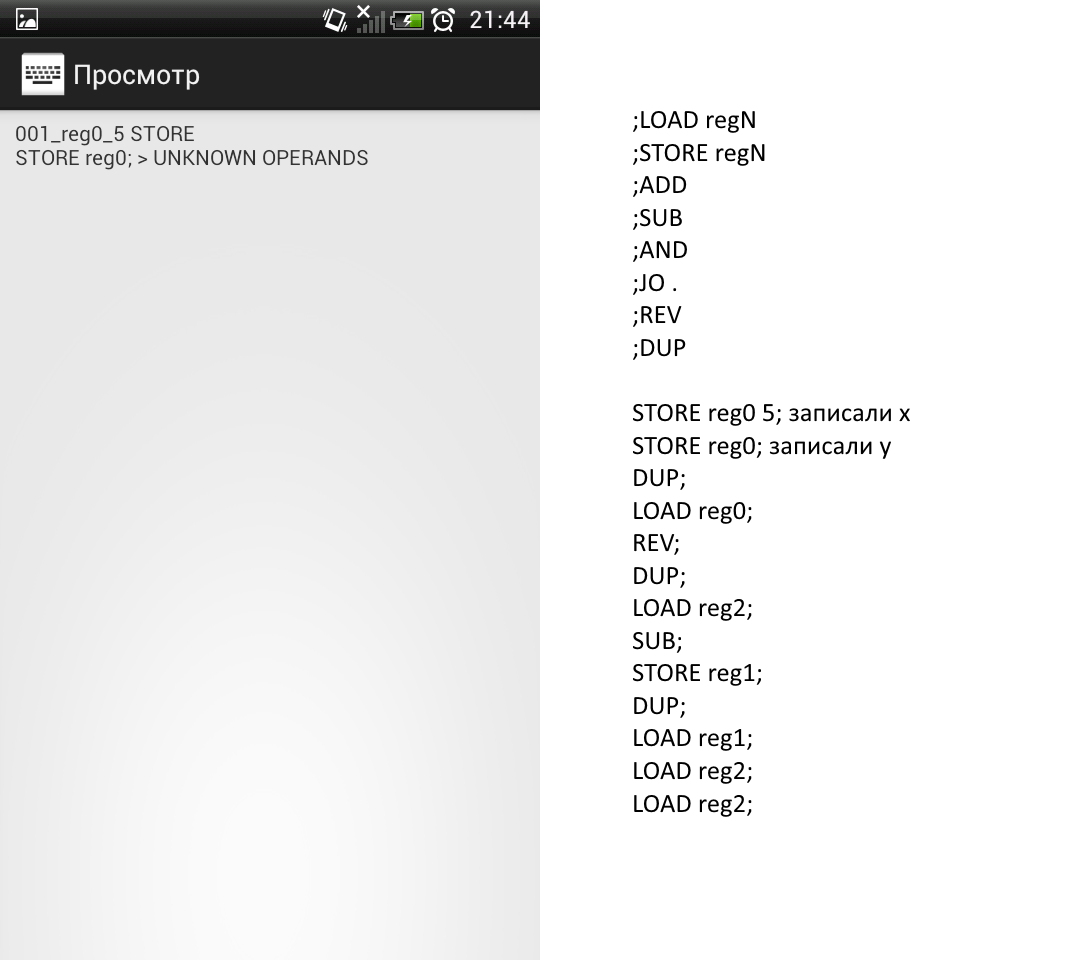 21:44
Просмотр
001_reg0_5 STORE
STORE reg0; > UNKNOWN OPERANDS
;LOAD regN
;STORE regN
;ADD
;SUB
;AND
;JO .
;REV
;DUP
STORE reg0 5; записали x
STORE reg0; записали y
DUP;
LOAD reg0;
REV;
DUP;
LOAD reg2;
SUB;
STORE reg1;
DUP;
LOAD reg1;
LOAD reg2;
LOAD reg2;